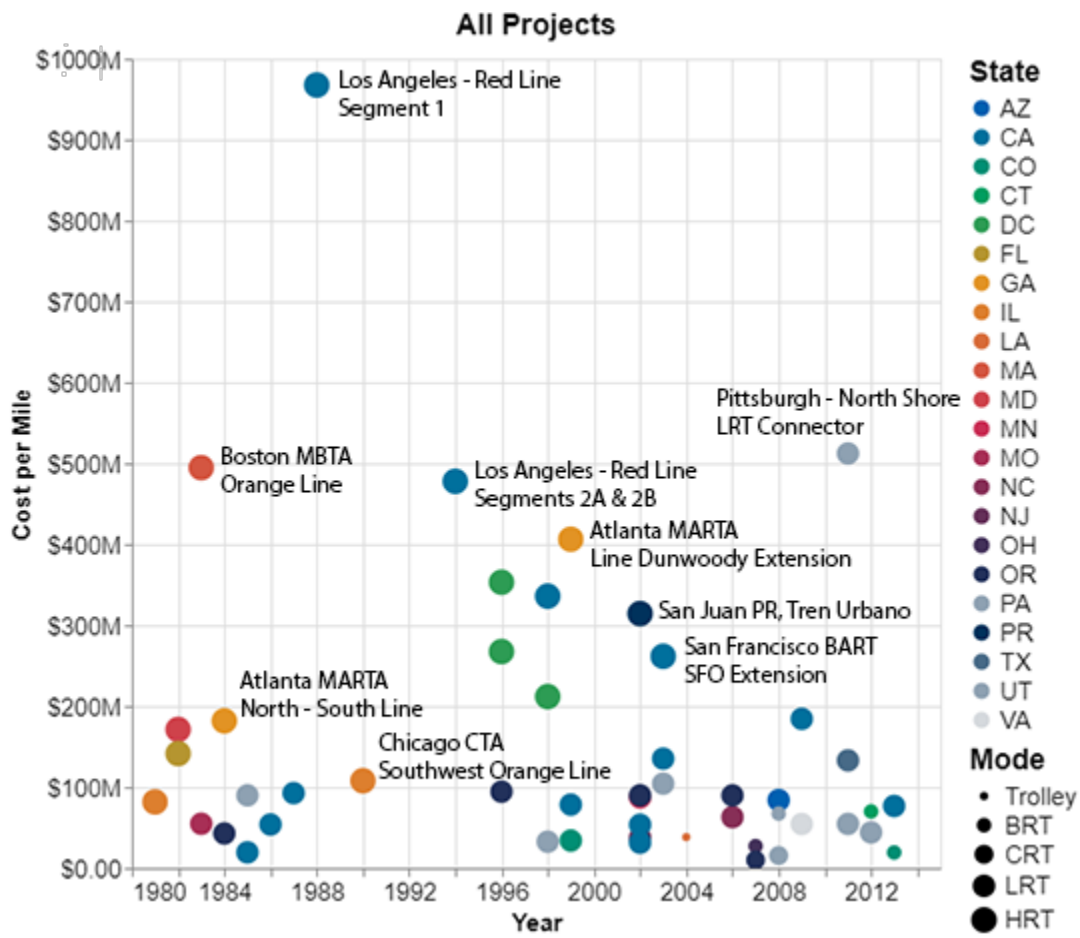 All Projects
$1000M
$900M
$800M
$700M
$600M
$500M
$400M
$300M
$200M
$100M
$0.00
Cost per Mile
Los Angeles - Red Line
Segment 1
Pittsburgh - North Shore
LRT Connector
Boston MBTA
Orange Line
Los Angeles - Red Line
Segments 2A & 2B
Atlanta MARTA
Line Dunwoody Extension
San Juan PR, Tren Urbano
San Francisco BART
SFO Extension
Atlanta MARTA
North - South Line
Chicago CTA
Southwest Orange Line
1980 1984 1988 1992 1996 2000 2004 2008 2012
Year
State
AZ
CA
CO
CT
DC
FL
GA
IL
LA
MA
MD
MN
MO
NC
NJ
OH
OR
PA
PR
TX
UT
VA
Mode
Trolley
BRT
CRT
LRT
HRT